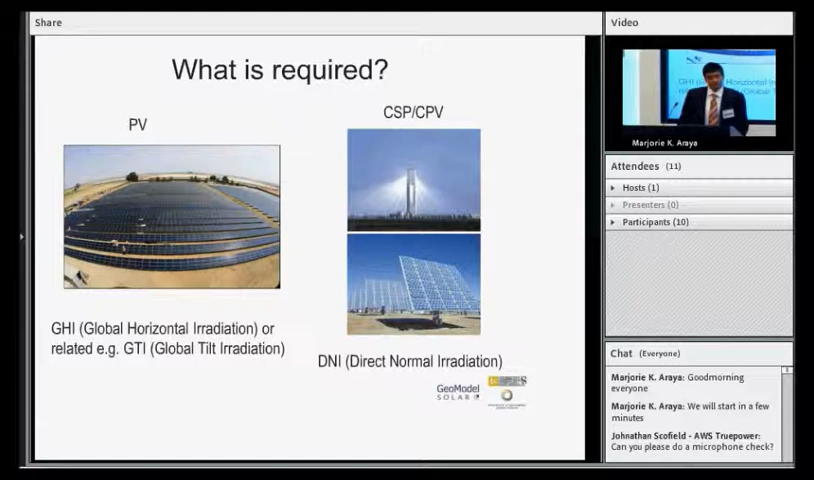 Share
What is required?
PV
CSP/CPV
GHI (Global Horizontal Irradiation) or
related e.g. GTI (Global Tilt Irradiation)
DNI (Direct Normal Irradiation)
GeoModel
SOLAR
Video
Marjorie K. Araya
Attendees (11)
Hosts (1)
Presenters (0)
Participants (10)
Chat (Everyone)
Marjorie K. Araya: Goodmorning
everyone
Marjorie K. Araya: We will start in a few
minutes
Johnathan Scofield - AWS Truepower:
Can you please do a microphone check?